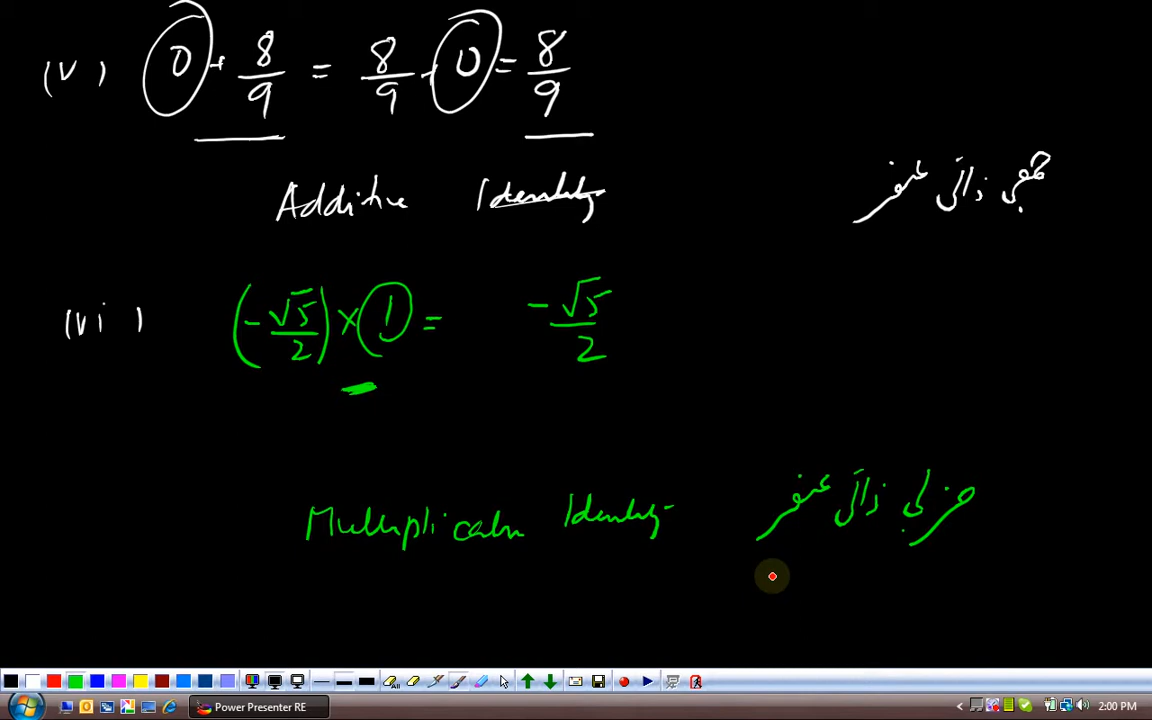 (v) 0 + 8/9 = 8/9 + 0 = 8/9
Additive Identity جمعی ذاتی عنصر
(vi) (-√5/2) × 1 = -√5/2
Multiplicative Identity ضربی ذاتی عنصر
Power Presenter RE
2:00 PM